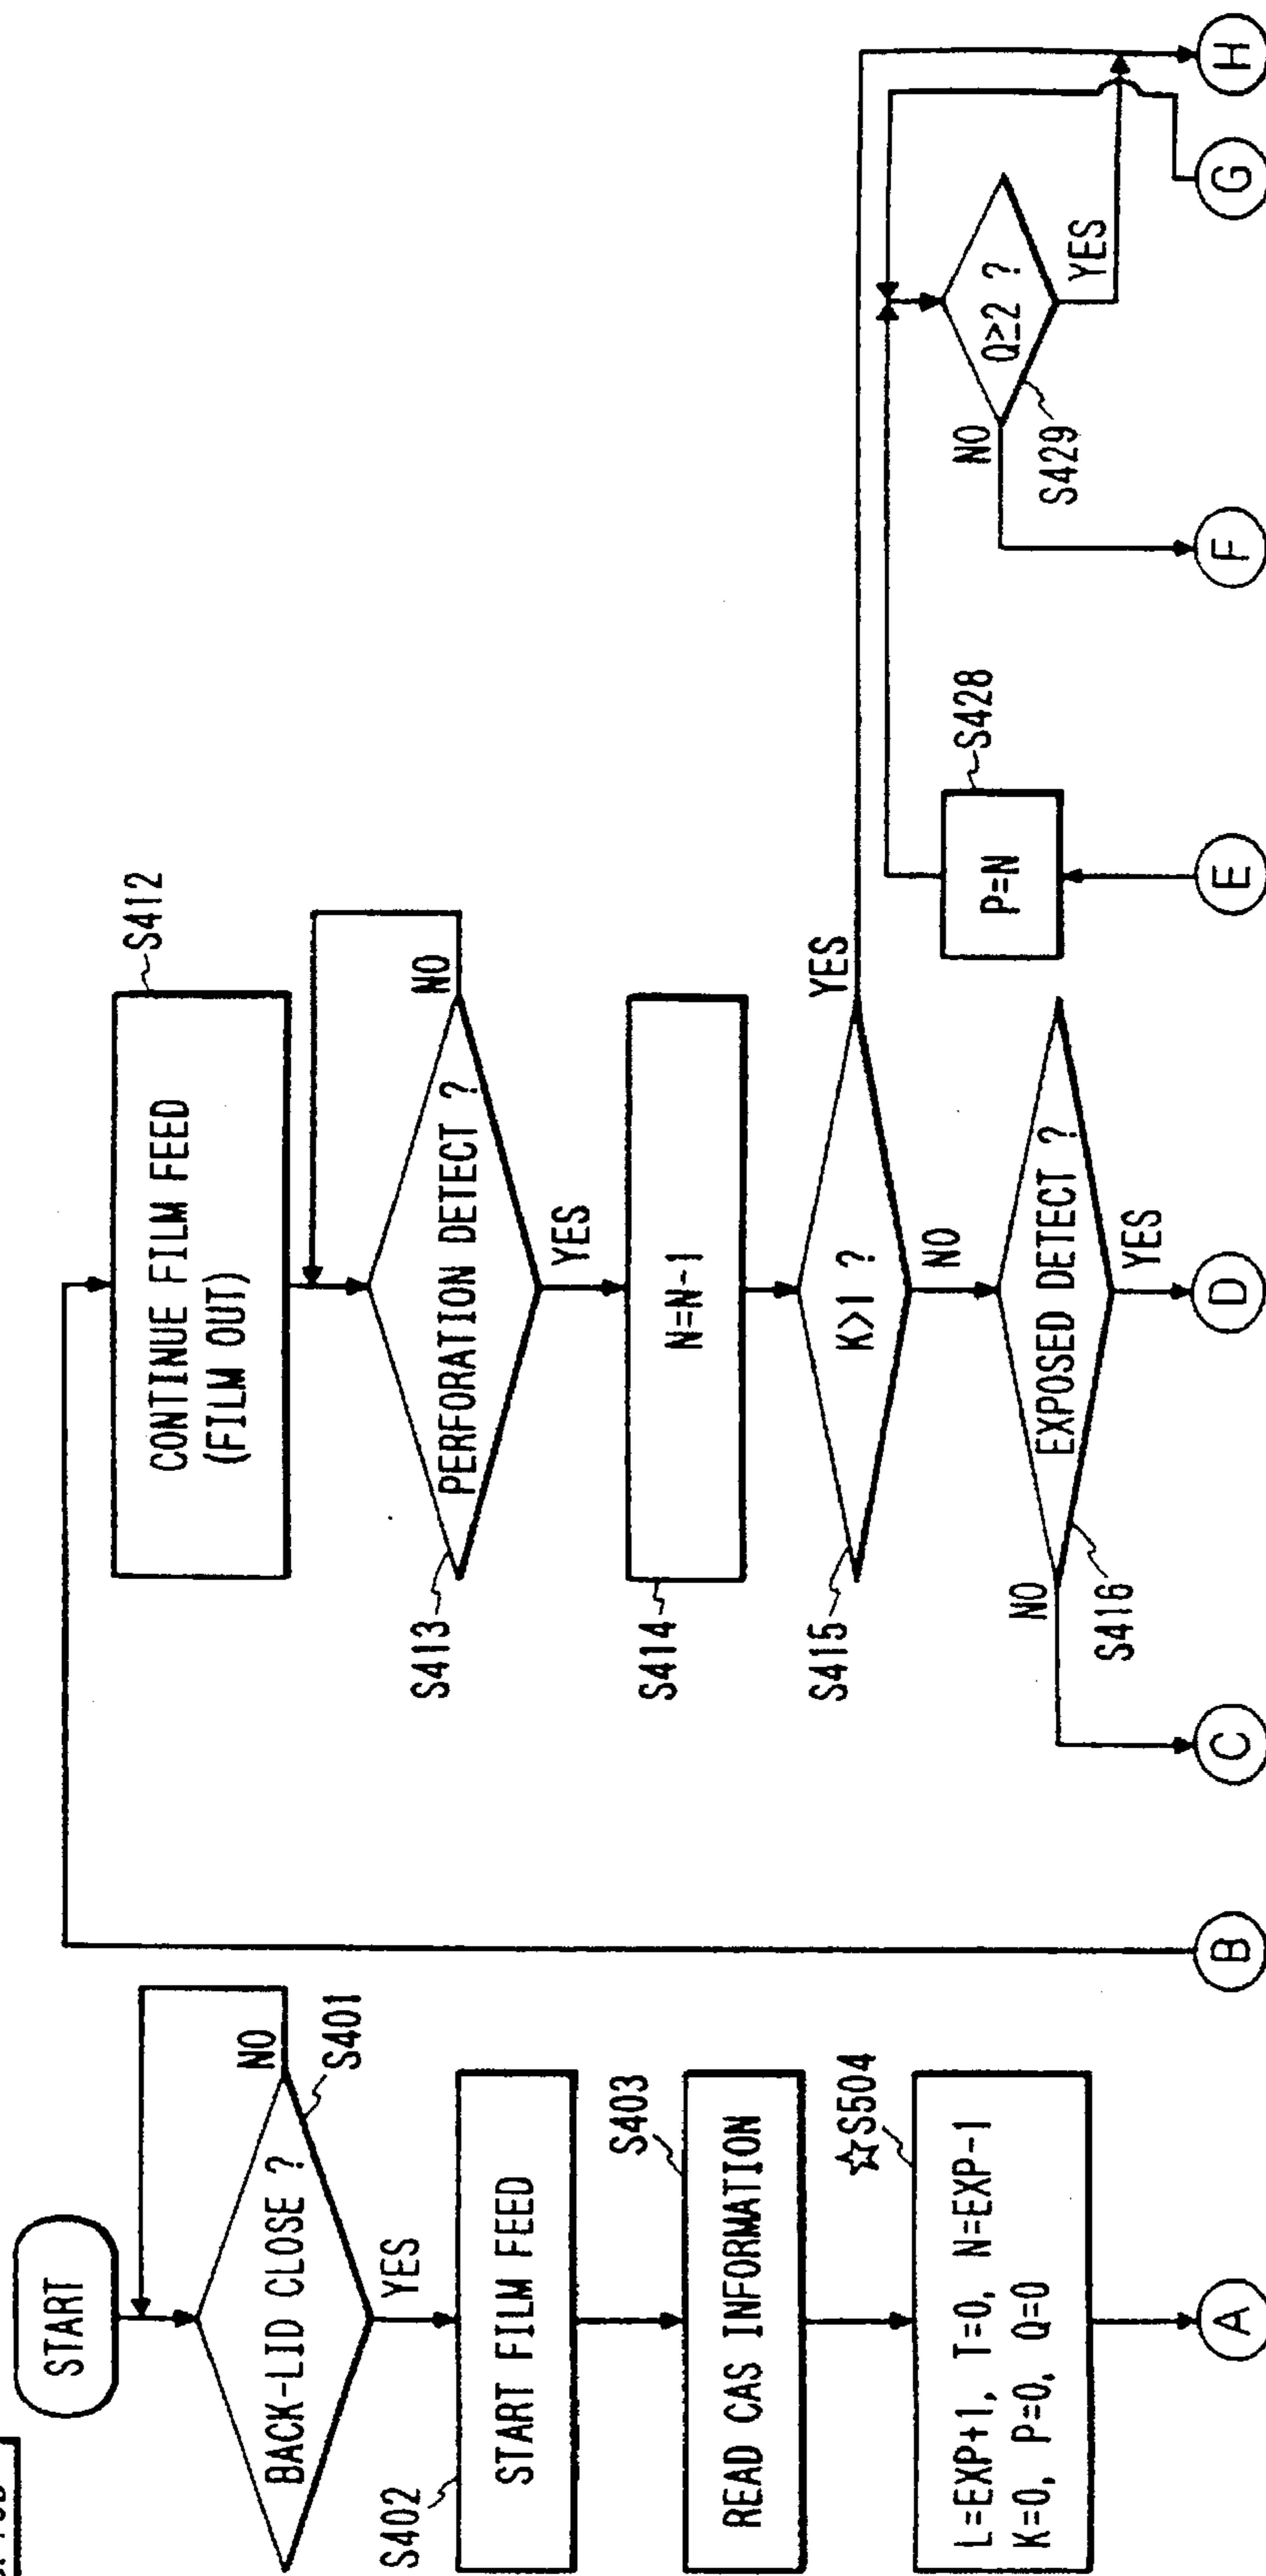 START
BACK-LID CLOSE ?
NO
S401
YES
S402
START FILM FEED
S403
READ CAS INFORMATION
☆S504
L=EXP+1, T=0, N=EXP-1
K=0, P=0, Q=0
A
B
S412
CONTINUE FILM FEED
(FILM OUT)
S413
PERFORATION DETECT ?
NO
YES
S414
N=N-1
S415
K>1 ?
YES
NO
S416
EXPOSED DETECT ?
NO
YES
C
D
S428
P=N
E
Q≥2 ?
NO
S429
YES
F
G
H